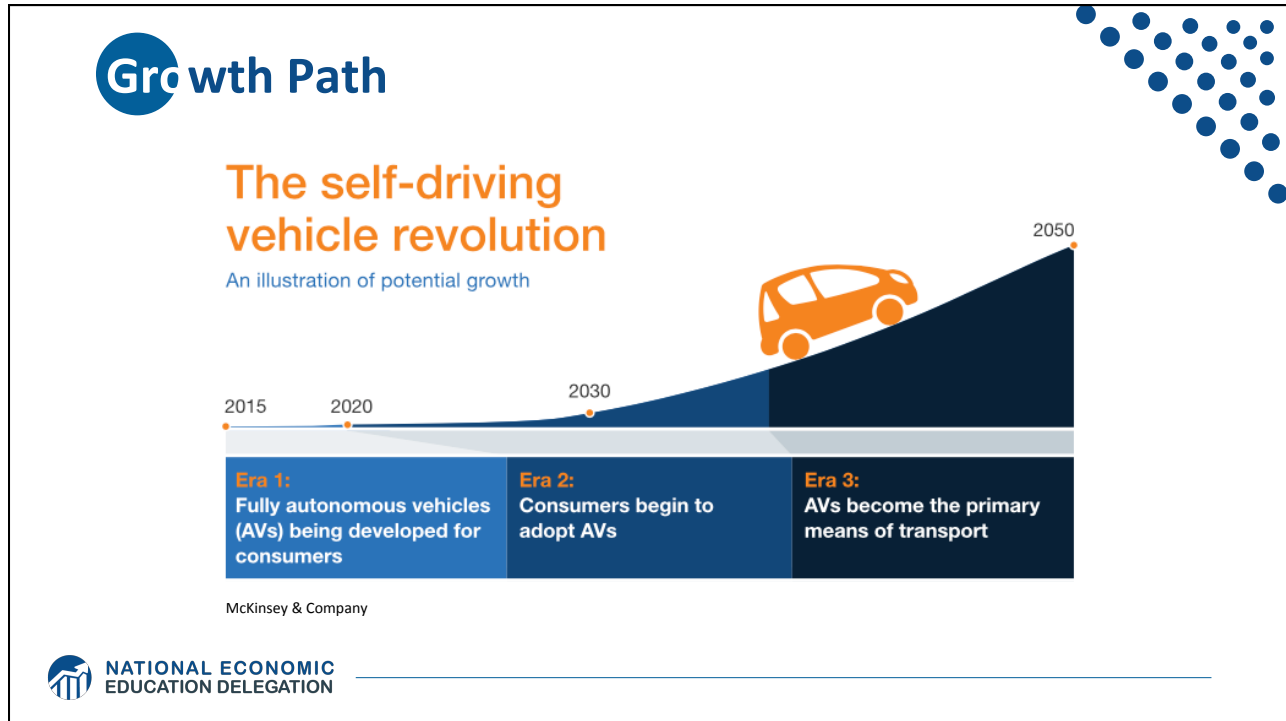 Growth Path
The self-driving
vehicle revolution
An illustration of potential growth
2015
2020
2030
2050
Era 1:
Fully autonomous vehicles
(AVs) being developed for
consumers
Era 2:
Consumers begin to
adopt AVs
Era 3:
AVs become the primary
means of transport
McKinsey & Company
NATIONAL ECONOMIC
EDUCATION DELEGATION